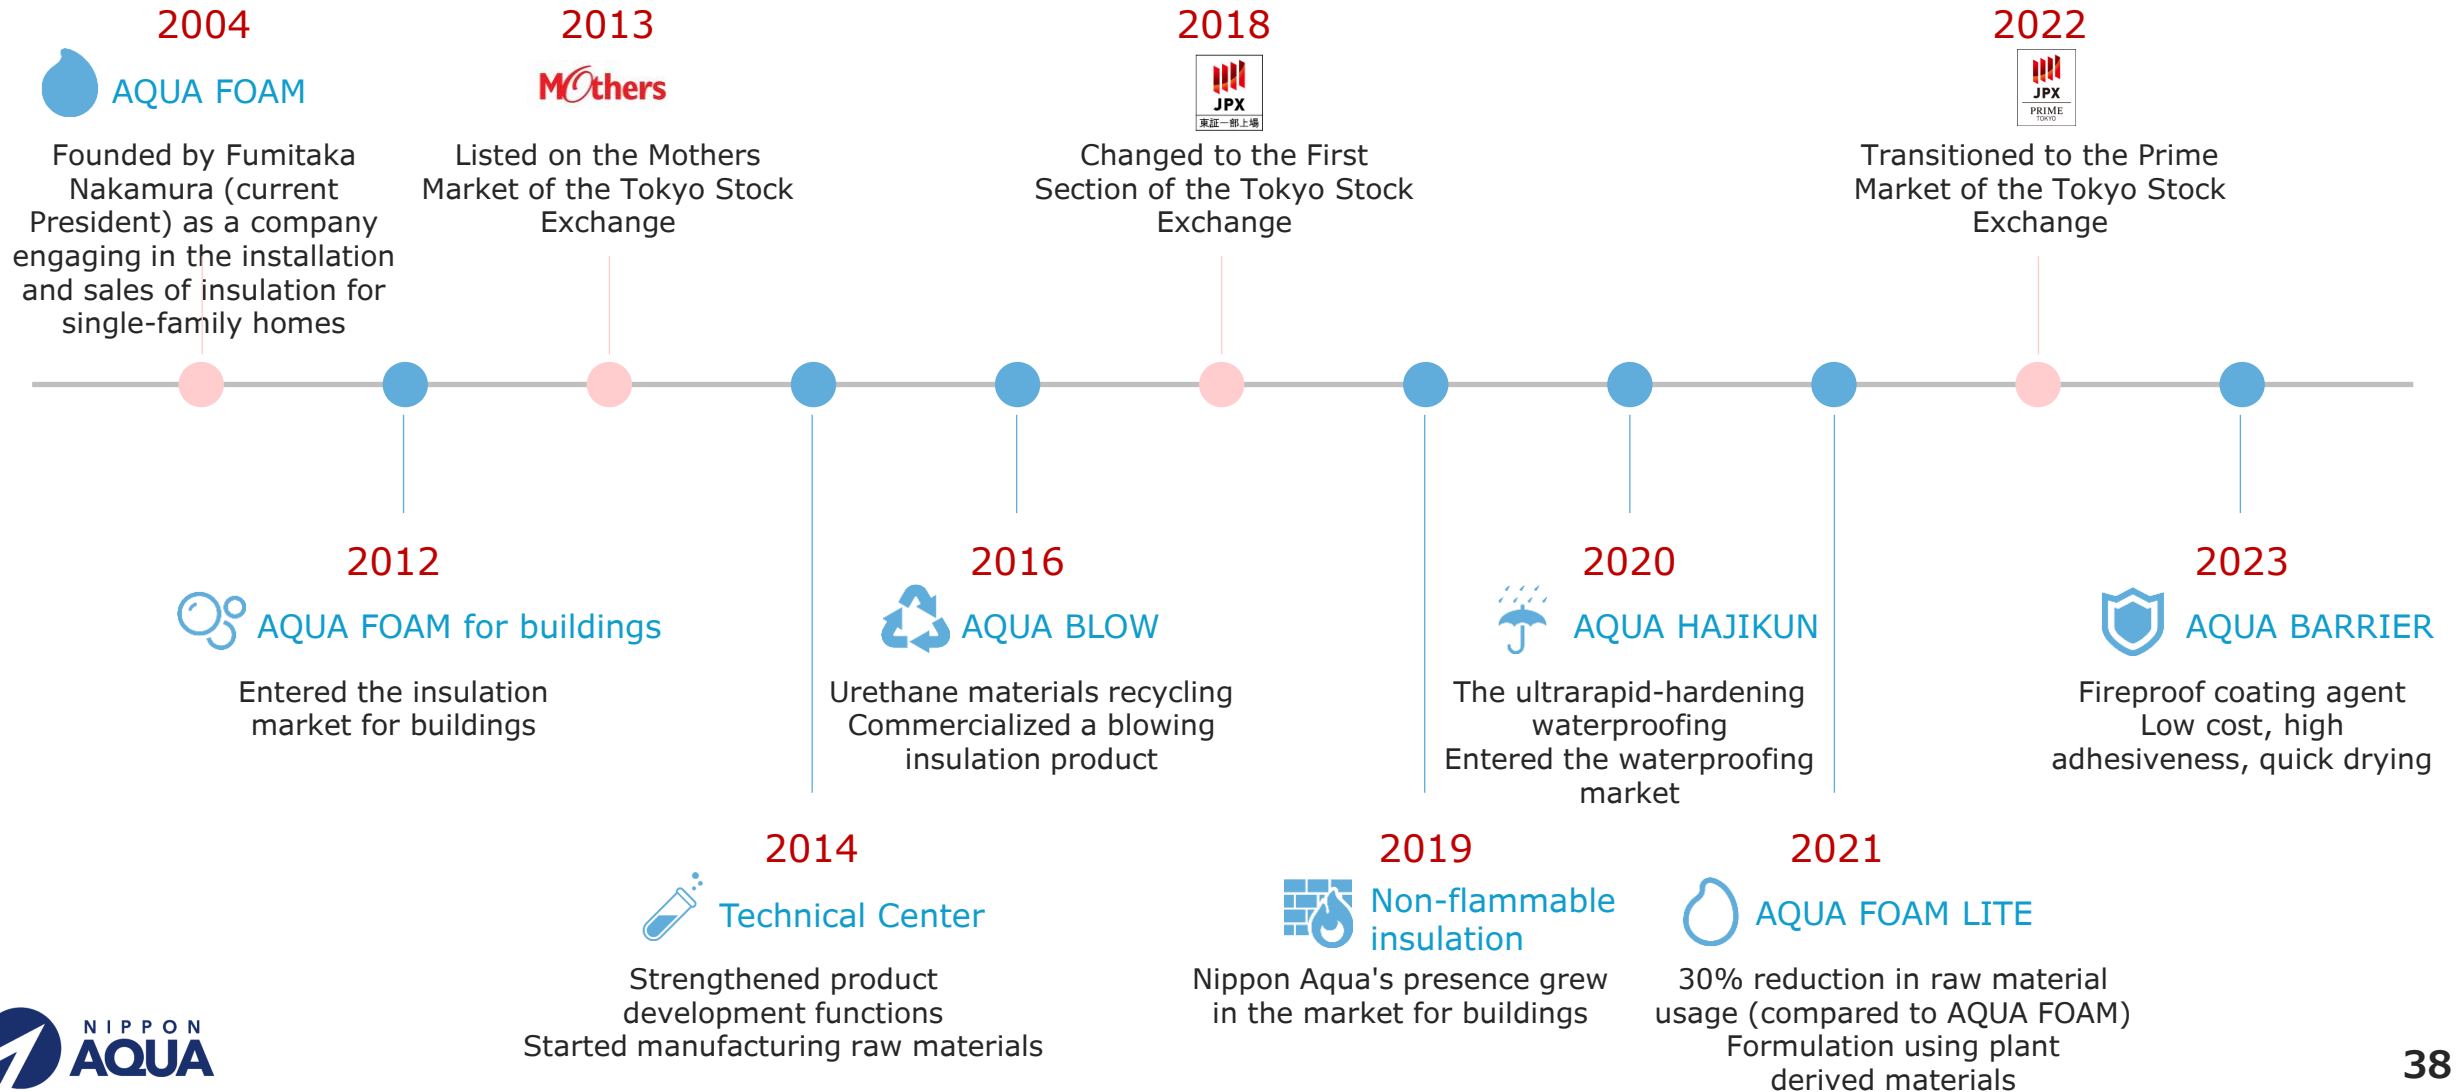 2004
AQUA FOAM
Founded by Fumitaka
Nakamura (current
President) as a company
engaging in the installation
and sales of insulation for
single-family homes
2013
Mothers
Listed on the Mothers
Market of the Tokyo Stock
Exchange
2018
JPX
東証一部上場
Changed to the First
Section of the Tokyo Stock
Exchange
2022
JPX
PRIME
TOKYO
Transitioned to the Prime
Market of the Tokyo Stock
Exchange
2012
AQUA FOAM for buildings
Entered the insulation
market for buildings
2016
AQUA BLOW
Urethane materials recycling
Commercialized a blowing
insulation product
2020
AQUA HAJIKUN
The ultrarapid-hardening
waterproofing
Entered the waterproofing
market
2023
AQUA BARRIER
Fireproof coating agent
Low cost, high
adhesiveness, quick drying
2014
Technical Center
Strengthened product
development functions
Started manufacturing raw materials
2019
Non-flammable
insulation
Nippon Aqua's presence grew
in the market for buildings
2021
AQUA FOAM LITE
30% reduction in raw material
usage (compared to AQUA FOAM)
Formulation using plant
derived materials
NIPPON
AQUA
38